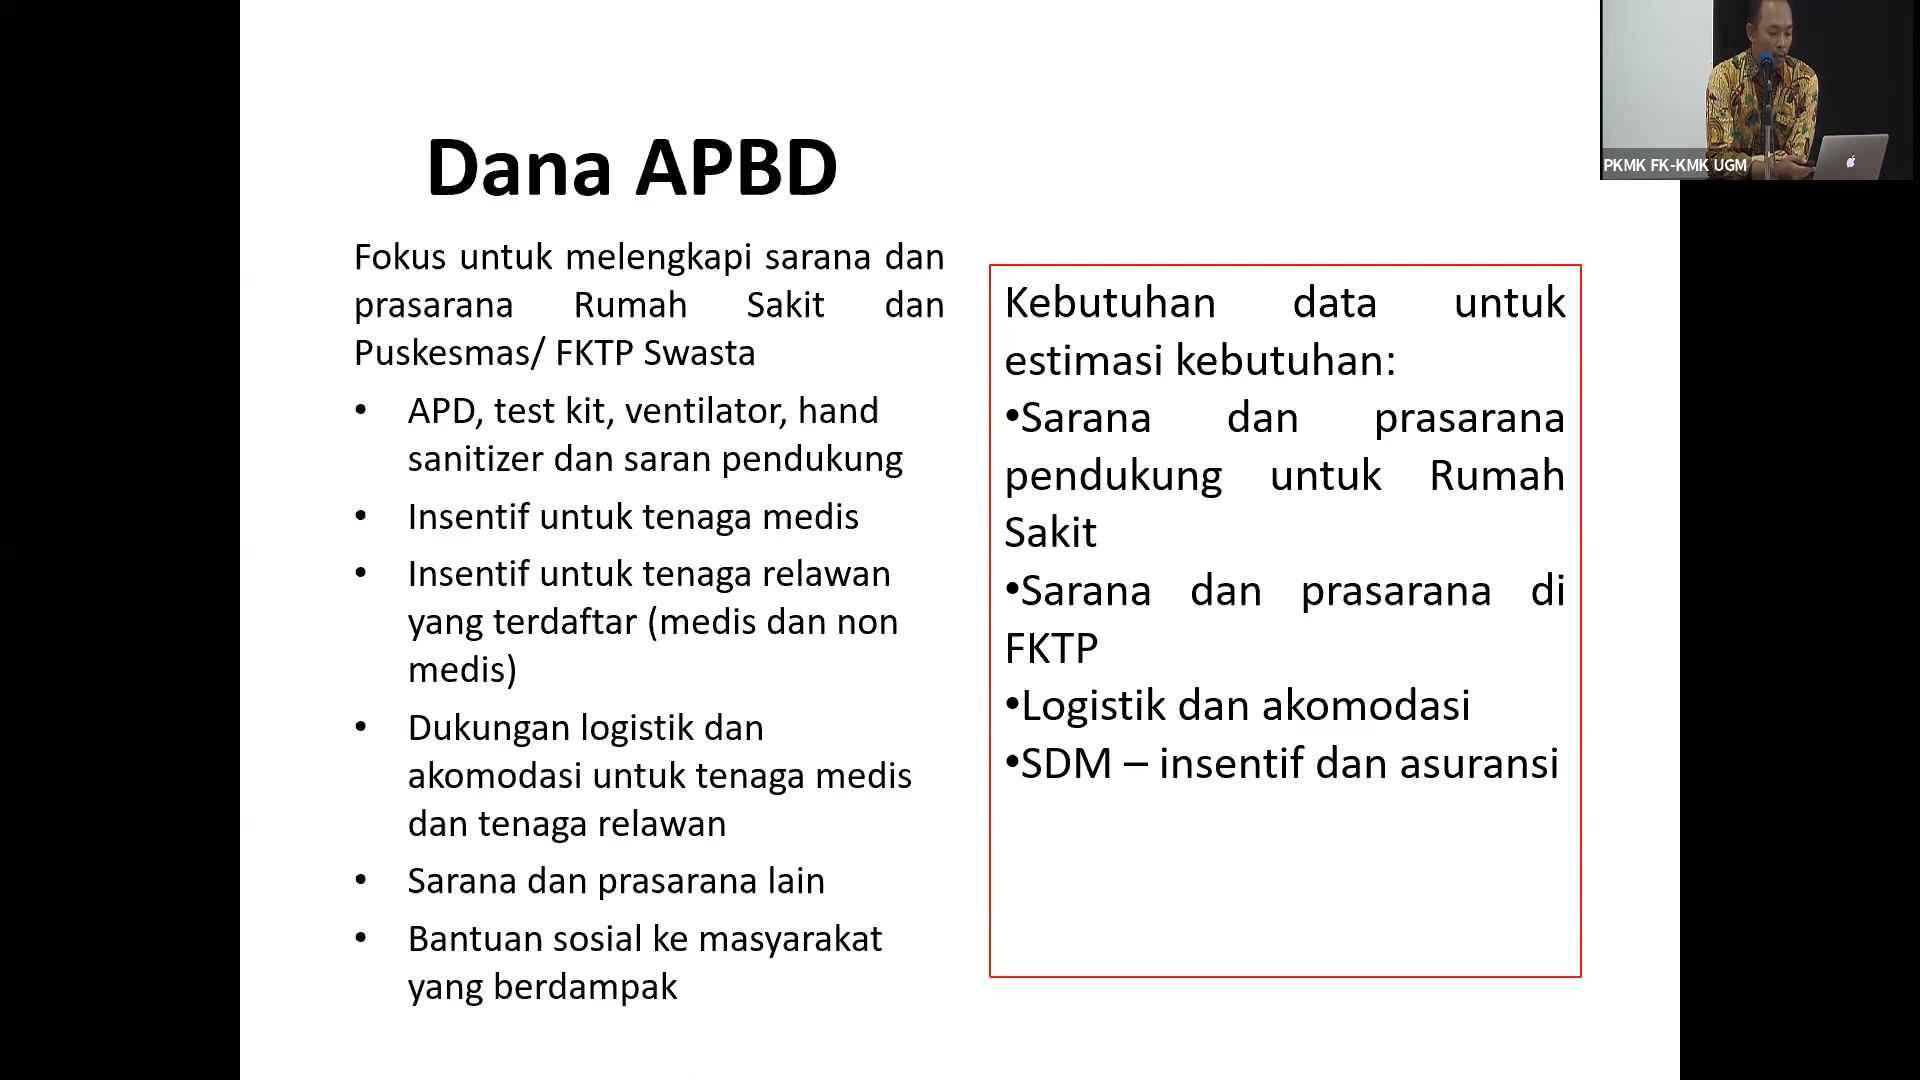 Dana APBD
Fokus untuk melengkapi sarana dan
prasarana Rumah Sakit dan
Puskesmas/ FKTP Swasta
• APD, test kit, ventilator, hand
sanitizer dan saran pendukung
• Insentif untuk tenaga medis
• Insentif untuk tenaga relawan
yang terdaftar (medis dan non
medis)
• Dukungan logistik dan
akomodasi untuk tenaga medis
dan tenaga relawan
• Sarana dan prasarana lain
• Bantuan sosial ke masyarakat
yang berdampak
Kebutuhan data untuk
estimasi kebutuhan:
•Sarana dan prasarana
pendukung untuk Rumah
Sakit
•Sarana dan prasarana di
FKTP
•Logistik dan akomodasi
•SDM – insentif dan asuransi
PKMK FK-KMK UGM